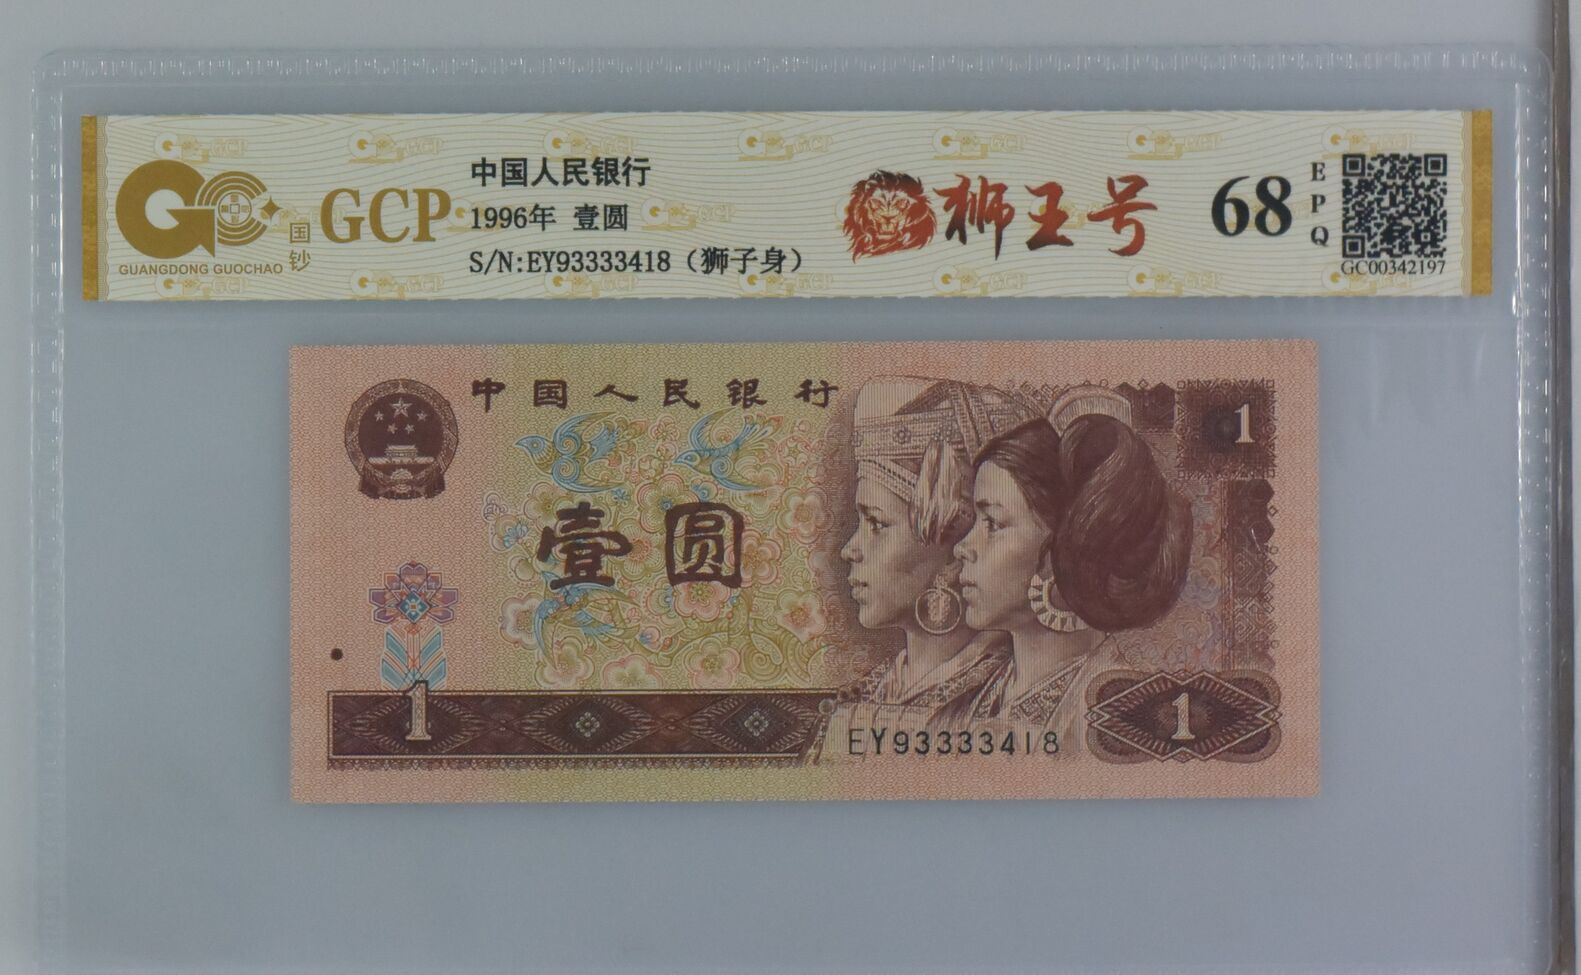 GUANGDONG GUOCHAO
国钞
GCP
中国人民银行
1996年 壹圆
S/N:EY93333418（狮子身）
狮王号
68
EPQ
GC00342197
中国人民银行
1
壹圆
1
EY93333418
1